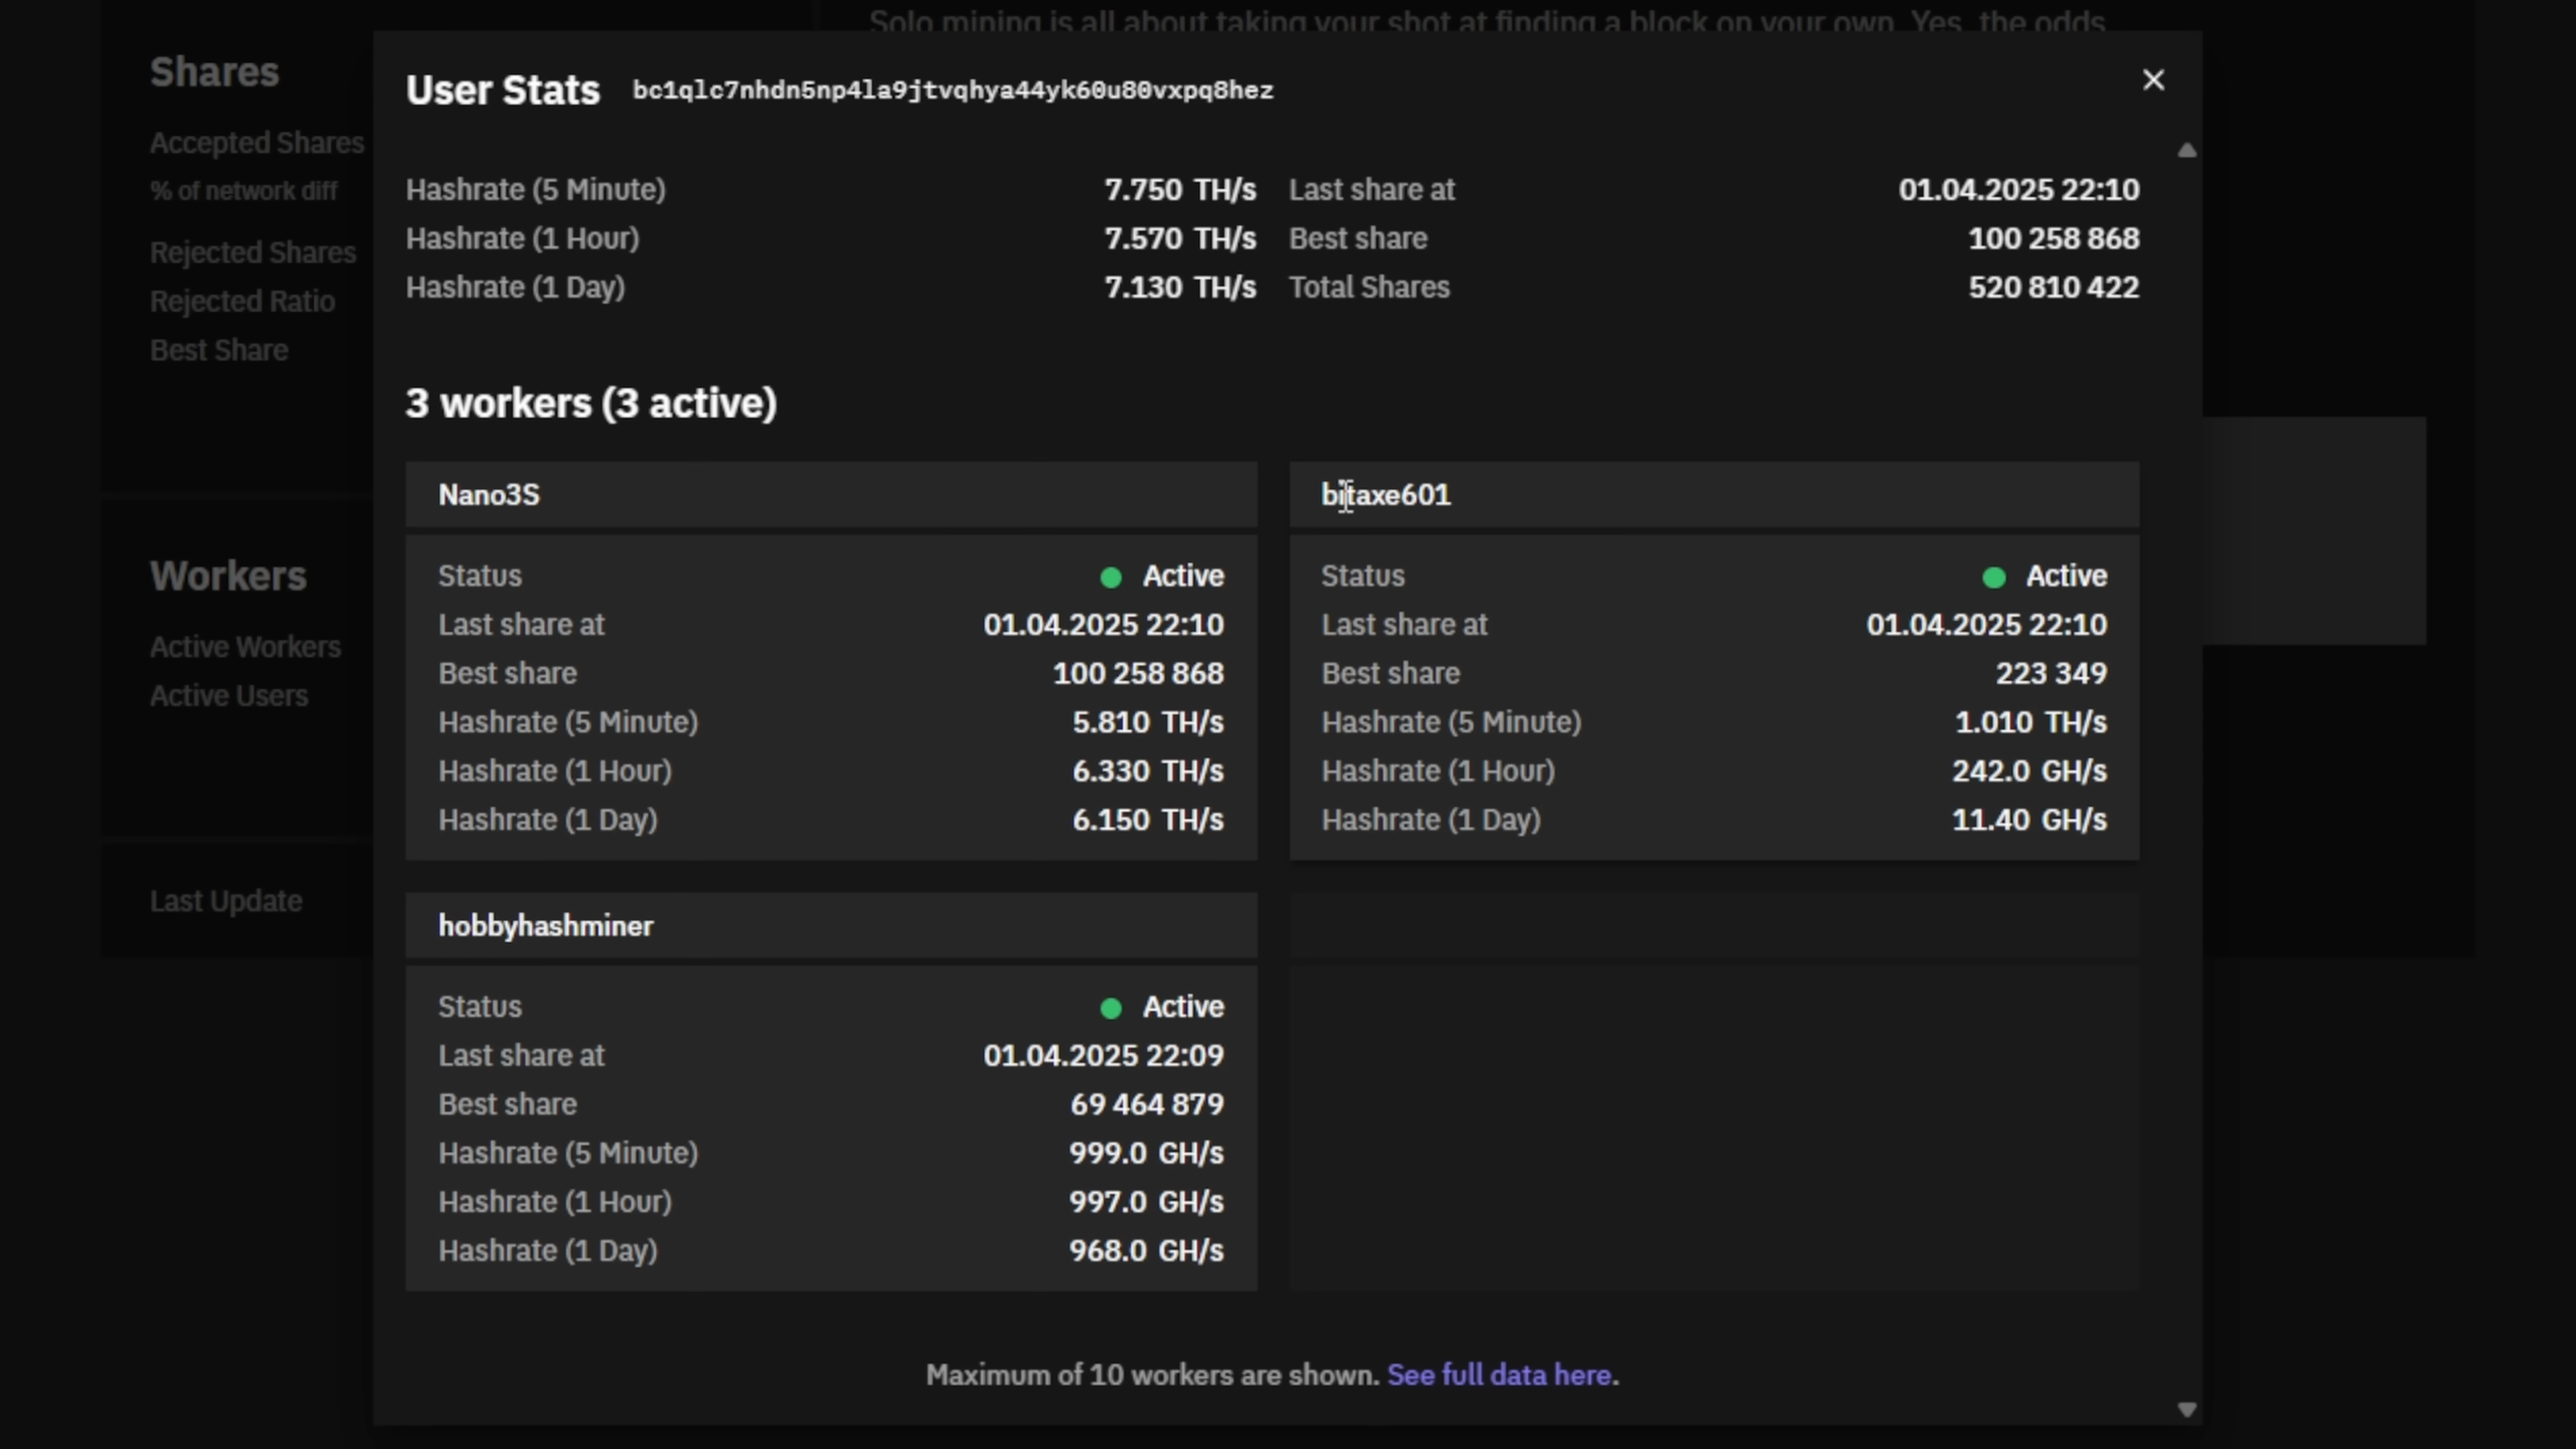 Solo mining is all about taking your shot at finding a block on your own. Yes, the odds
Shares
Accepted Shares
% of network diff
Rejected Shares
Rejected Ratio
Best Share
Workers
Active Workers
Active Users
Last Update
User Stats bc1qlc7nhdn5np4la9jtvqhya44yk60u80vxpq8hez
Hashrate (5 Minute) 7.750 TH/s Last share at 01.04.2025 22:10
Hashrate (1 Hour) 7.570 TH/s Best share 100 258 868
Hashrate (1 Day) 7.130 TH/s Total Shares 520 810 422
3 workers (3 active)
Nano3S
Status Active
Last share at 01.04.2025 22:10
Best share 100 258 868
Hashrate (5 Minute) 5.810 TH/s
Hashrate (1 Hour) 6.330 TH/s
Hashrate (1 Day) 6.150 TH/s
bitaxe601
Status Active
Last share at 01.04.2025 22:10
Best share 223 349
Hashrate (5 Minute) 1.010 TH/s
Hashrate (1 Hour) 242.0 GH/s
Hashrate (1 Day) 11.40 GH/s
hobbyhashminer
Status Active
Last share at 01.04.2025 22:09
Best share 69 464 879
Hashrate (5 Minute) 999.0 GH/s
Hashrate (1 Hour) 997.0 GH/s
Hashrate (1 Day) 968.0 GH/s
Maximum of 10 workers are shown. See full data here.